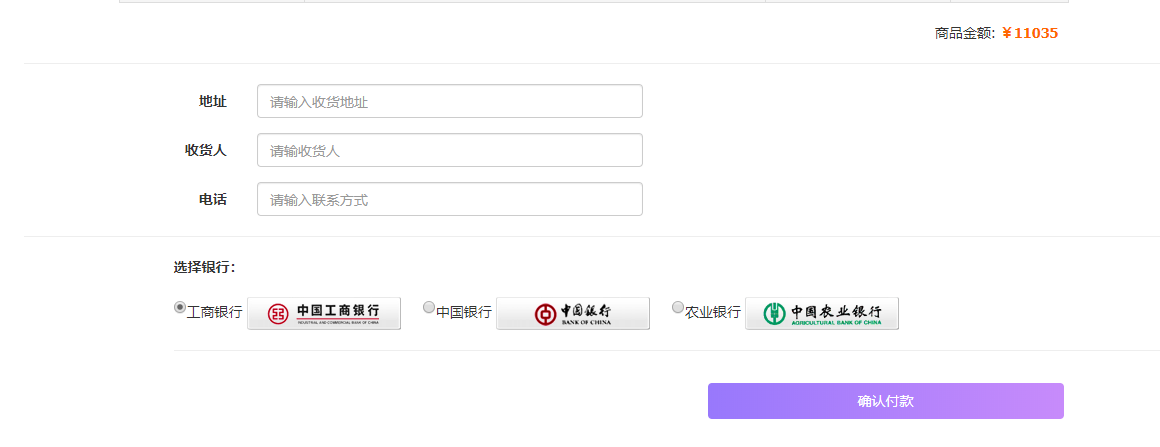 商品金额: ￥11035
地址 请输入收货地址
收货人 请输收货人
电话 请输入联系方式
选择银行:
工商银行 中国工商银行 INDUSTRIAL AND COMMERCIAL BANK OF CHINA 中国银行 中国银行 BANK OF CHINA 农业银行 中国农业银行 AGRICULTURAL BANK OF CHINA
确认付款